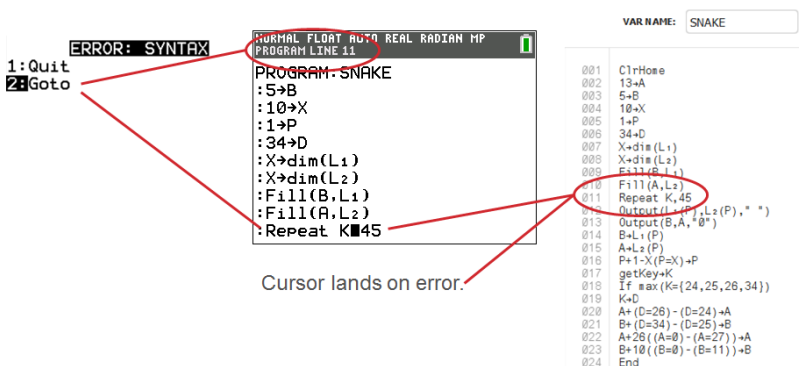 ERROR: SYNTAX
1:Quit
2:Goto
NORMAL FLOAT AUTO REAL RADIAN MP
PROGRAM LINE 11
PROGRAM:SNAKE
:5→B
:10→X
:1→P
:34→D
:X→dim(L₁)
:X→dim(L₂)
:Fill(B,L₁)
:Fill(A,L₂)
:Repeat K 45
Cursor lands on error.
VAR NAME: SNAKE
001 ClrHome
002 13→A
003 5→B
004 10→X
005 1→P
006 34→D
007 X→dim(L₁)
008 X→dim(L₂)
009 Fill(B,L₁)
010 Fill(A,L₂)
011 Repeat K,45
012 Output(L₁(P),L₂(P)," ")
013 Output(B,A,"0")
014 B→L₁(P)
015 A→L₂(P)
016 P+1-X(P=X)→P
017 getKey→K
018 If max(K={24,25,26,34})
019 K→D
020 A+(D=26)-(D=24)→A
021 B+(D=34)-(D=25)→B
022 A+26((A=0)-(A=27))→A
023 B+10((B=0)-(B=11))→B
024 End